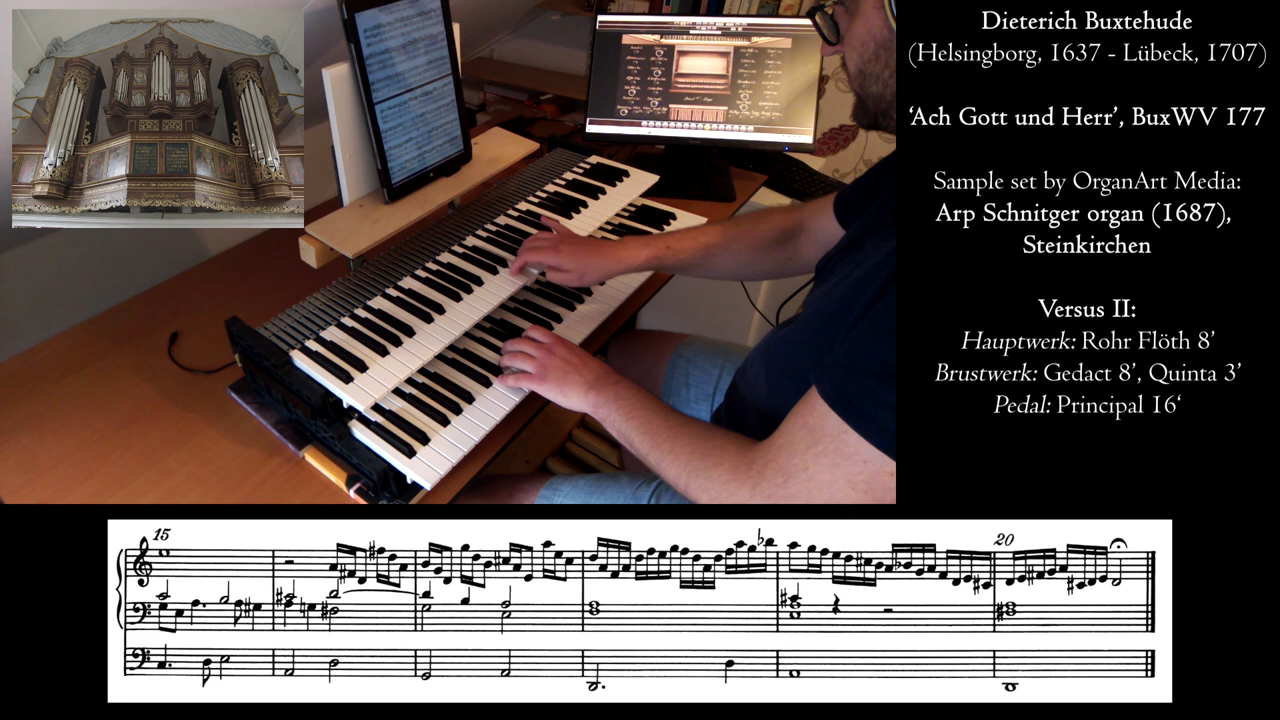 Dieterich Buxtehude
(Helsingborg, 1637 - Lübeck, 1707)
‘Ach Gott und Herr’, BuxWV 177
Sample set by OrganArt Media:
Arp Schnitger organ (1687),
Steinkirchen
Versus II:
Hauptwerk: Rohr Flöth 8’
Brustwerk: Gedact 8’, Quinta 3’
Pedal: Principal 16‘
15
20